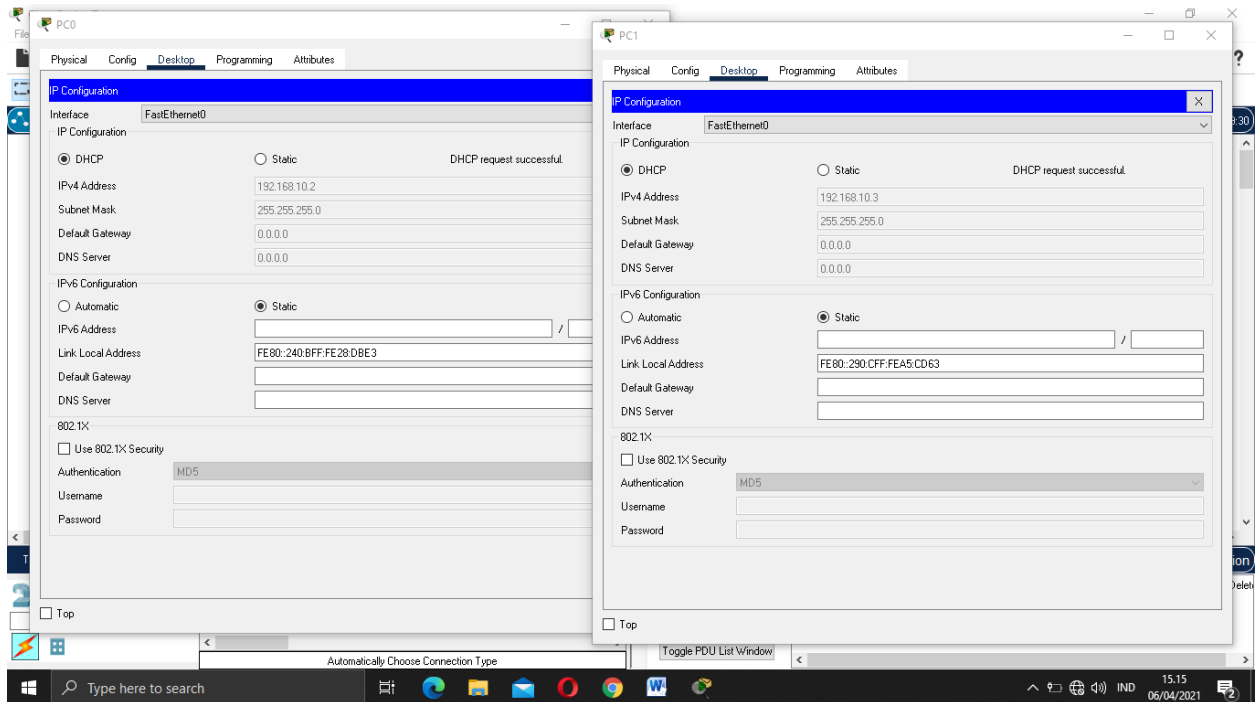 File
PC0
Physical Config Desktop Programming Attributes
IP Configuration
Interface FastEthernet0
IP Configuration
DHCP Static DHCP request successful.
IPv4 Address 192.168.10.2
Subnet Mask 255.255.255.0
Default Gateway 0.0.0.0
DNS Server 0.0.0.0
IPv6 Configuration
Automatic Static
IPv6 Address /
Link Local Address FE80::240:BFF:FE28:DBE3
Default Gateway
DNS Server
802.1X
Use 802.1X Security
Authentication MD5
Username
Password
Top
PC1
Physical Config Desktop Programming Attributes
IP Configuration X
Interface FastEthernet0
IP Configuration
DHCP Static DHCP request successful.
IPv4 Address 192.168.10.3
Subnet Mask 255.255.255.0
Default Gateway 0.0.0.0
DNS Server 0.0.0.0
IPv6 Configuration
Automatic Static
IPv6 Address /
Link Local Address FE80::290:CFF:FEA5:CD63
Default Gateway
DNS Server
802.1X
Use 802.1X Security
Authentication MD5
Username
Password
Top
?
:30
T
ion
Delete
Automatically Choose Connection Type
Toggle PDU List Window
Type here to search
IND
15.15
06/04/2021
2